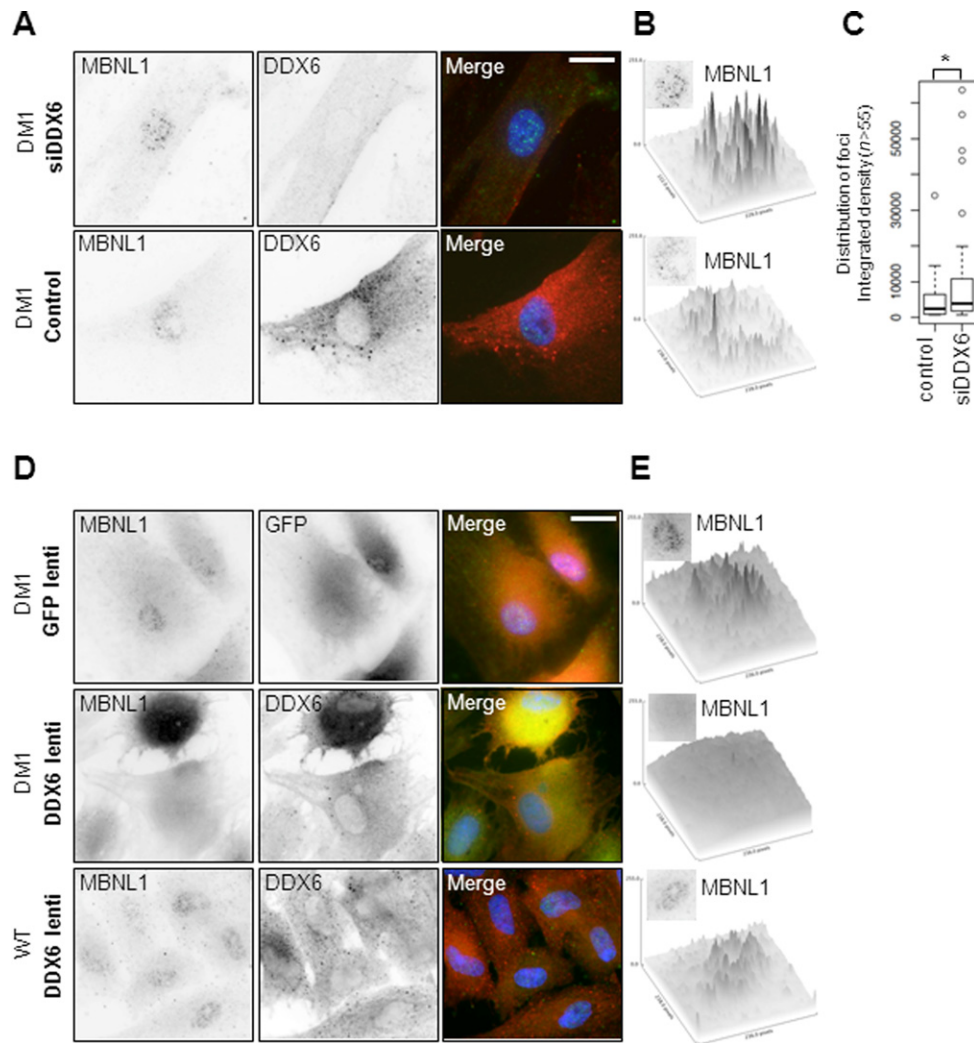 A
B
C
MBNL1
DDX6
Merge
DM1
siDDX6
MBNL1
DDX6
DM1
Control
MBNL1
MBNL1
*
Distribution of foci
Integrated density (n>55)
0
10000
30000
50000
control
siDDX6
D
E
MBNL1
GFP
Merge
DM1
GFP lenti
MBNL1
MBNL1
DDX6
Merge
DM1
DDX6 lenti
MBNL1
MBNL1
DDX6
Merge
WT
DDX6 lenti
MBNL1